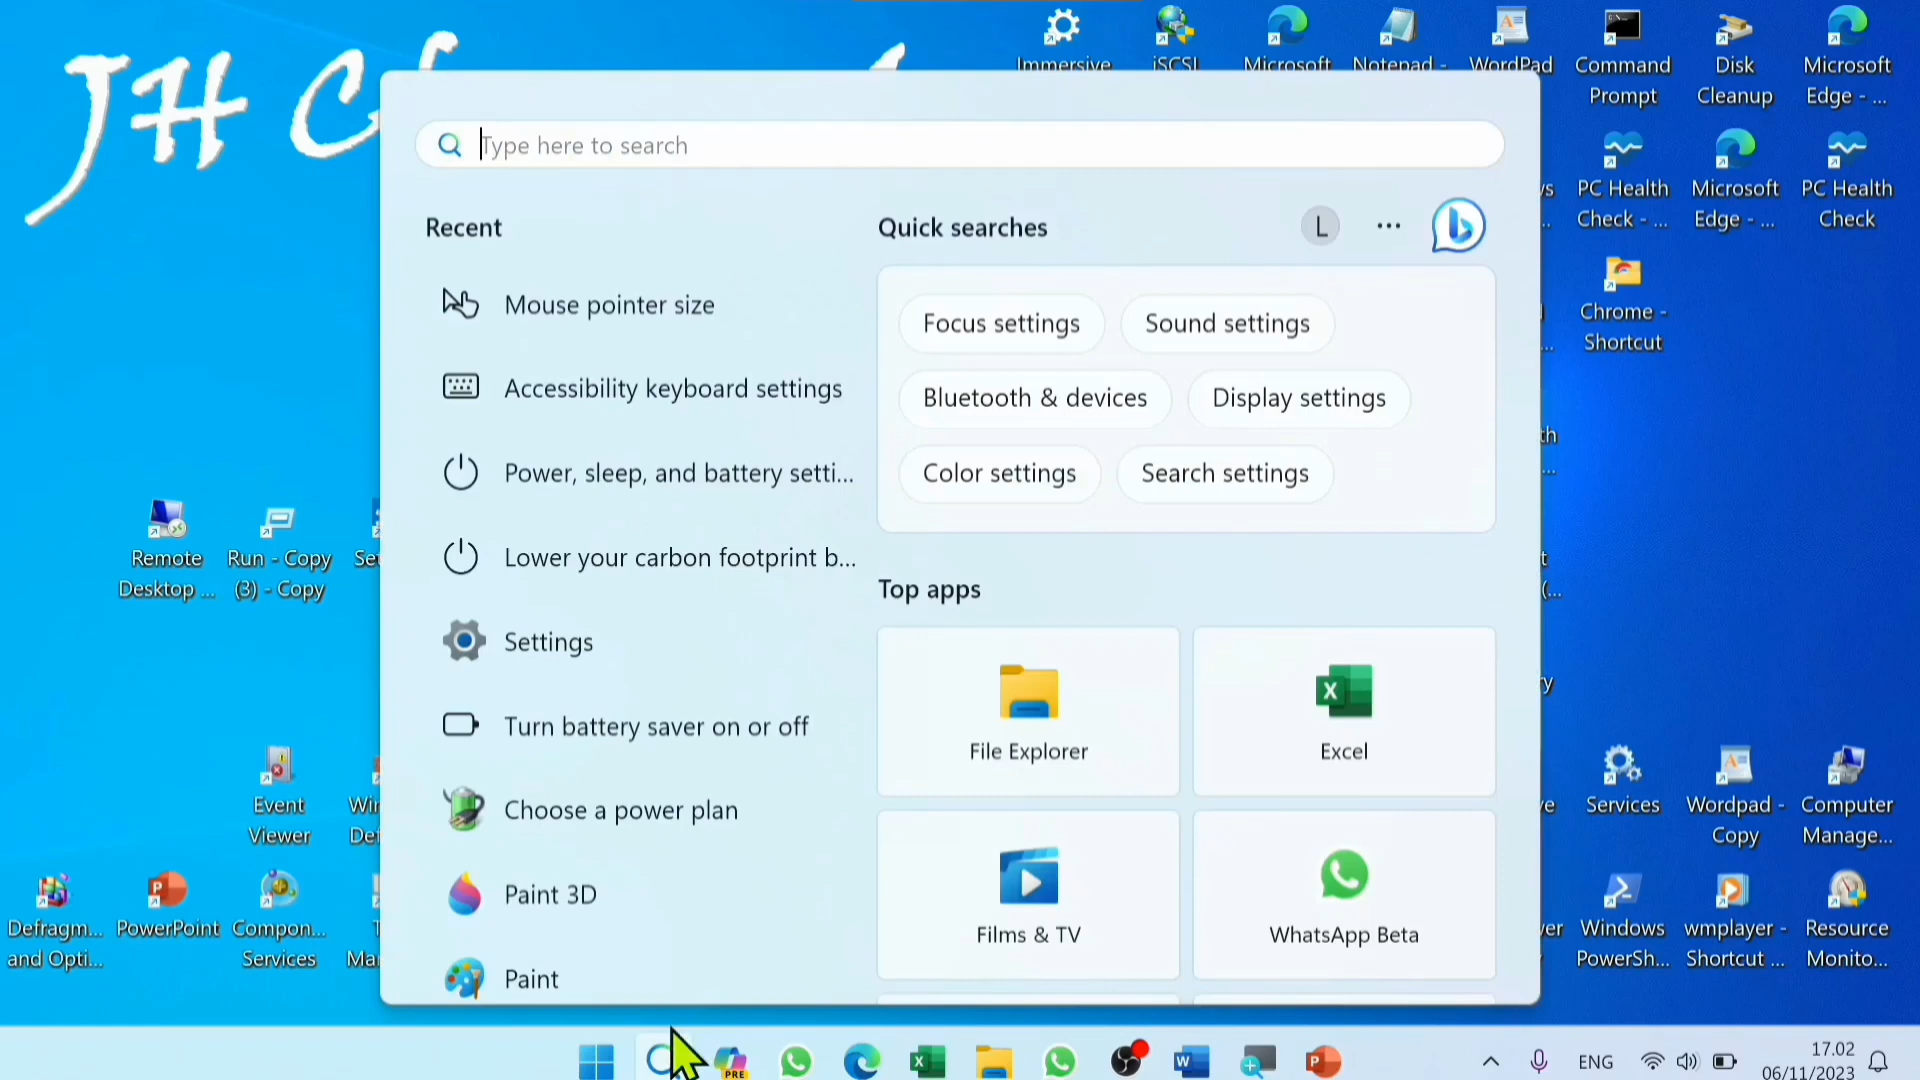 JH
Immersive
iSCSI
Microsoft
Notepad -
WordPad
Command
Prompt
Disk
Cleanup
Microsoft
Edge - ...
Type here to search
PC Health
Check - ...
Microsoft
Edge - ...
PC Health
Check
Recent
Quick searches
L
Mouse pointer size
Accessibility keyboard settings
Power, sleep, and battery setti...
Lower your carbon footprint b...
Settings
Turn battery saver on or off
Choose a power plan
Paint 3D
Paint
Focus settings
Sound settings
Bluetooth & devices
Display settings
Color settings
Search settings
Top apps
File Explorer
Excel
Films & TV
WhatsApp Beta
Chrome -
Shortcut
Remote
Desktop ...
Run - Copy
(3) - Copy
Event
Viewer
Defragm...
and Opti...
PowerPoint
Compon...
Services
Services
Wordpad -
Copy
Computer
Manage...
Windows
PowerSh...
wmplayer -
Shortcut ...
Resource
Monito...
PRE
ENG
17.02
06/11/2023